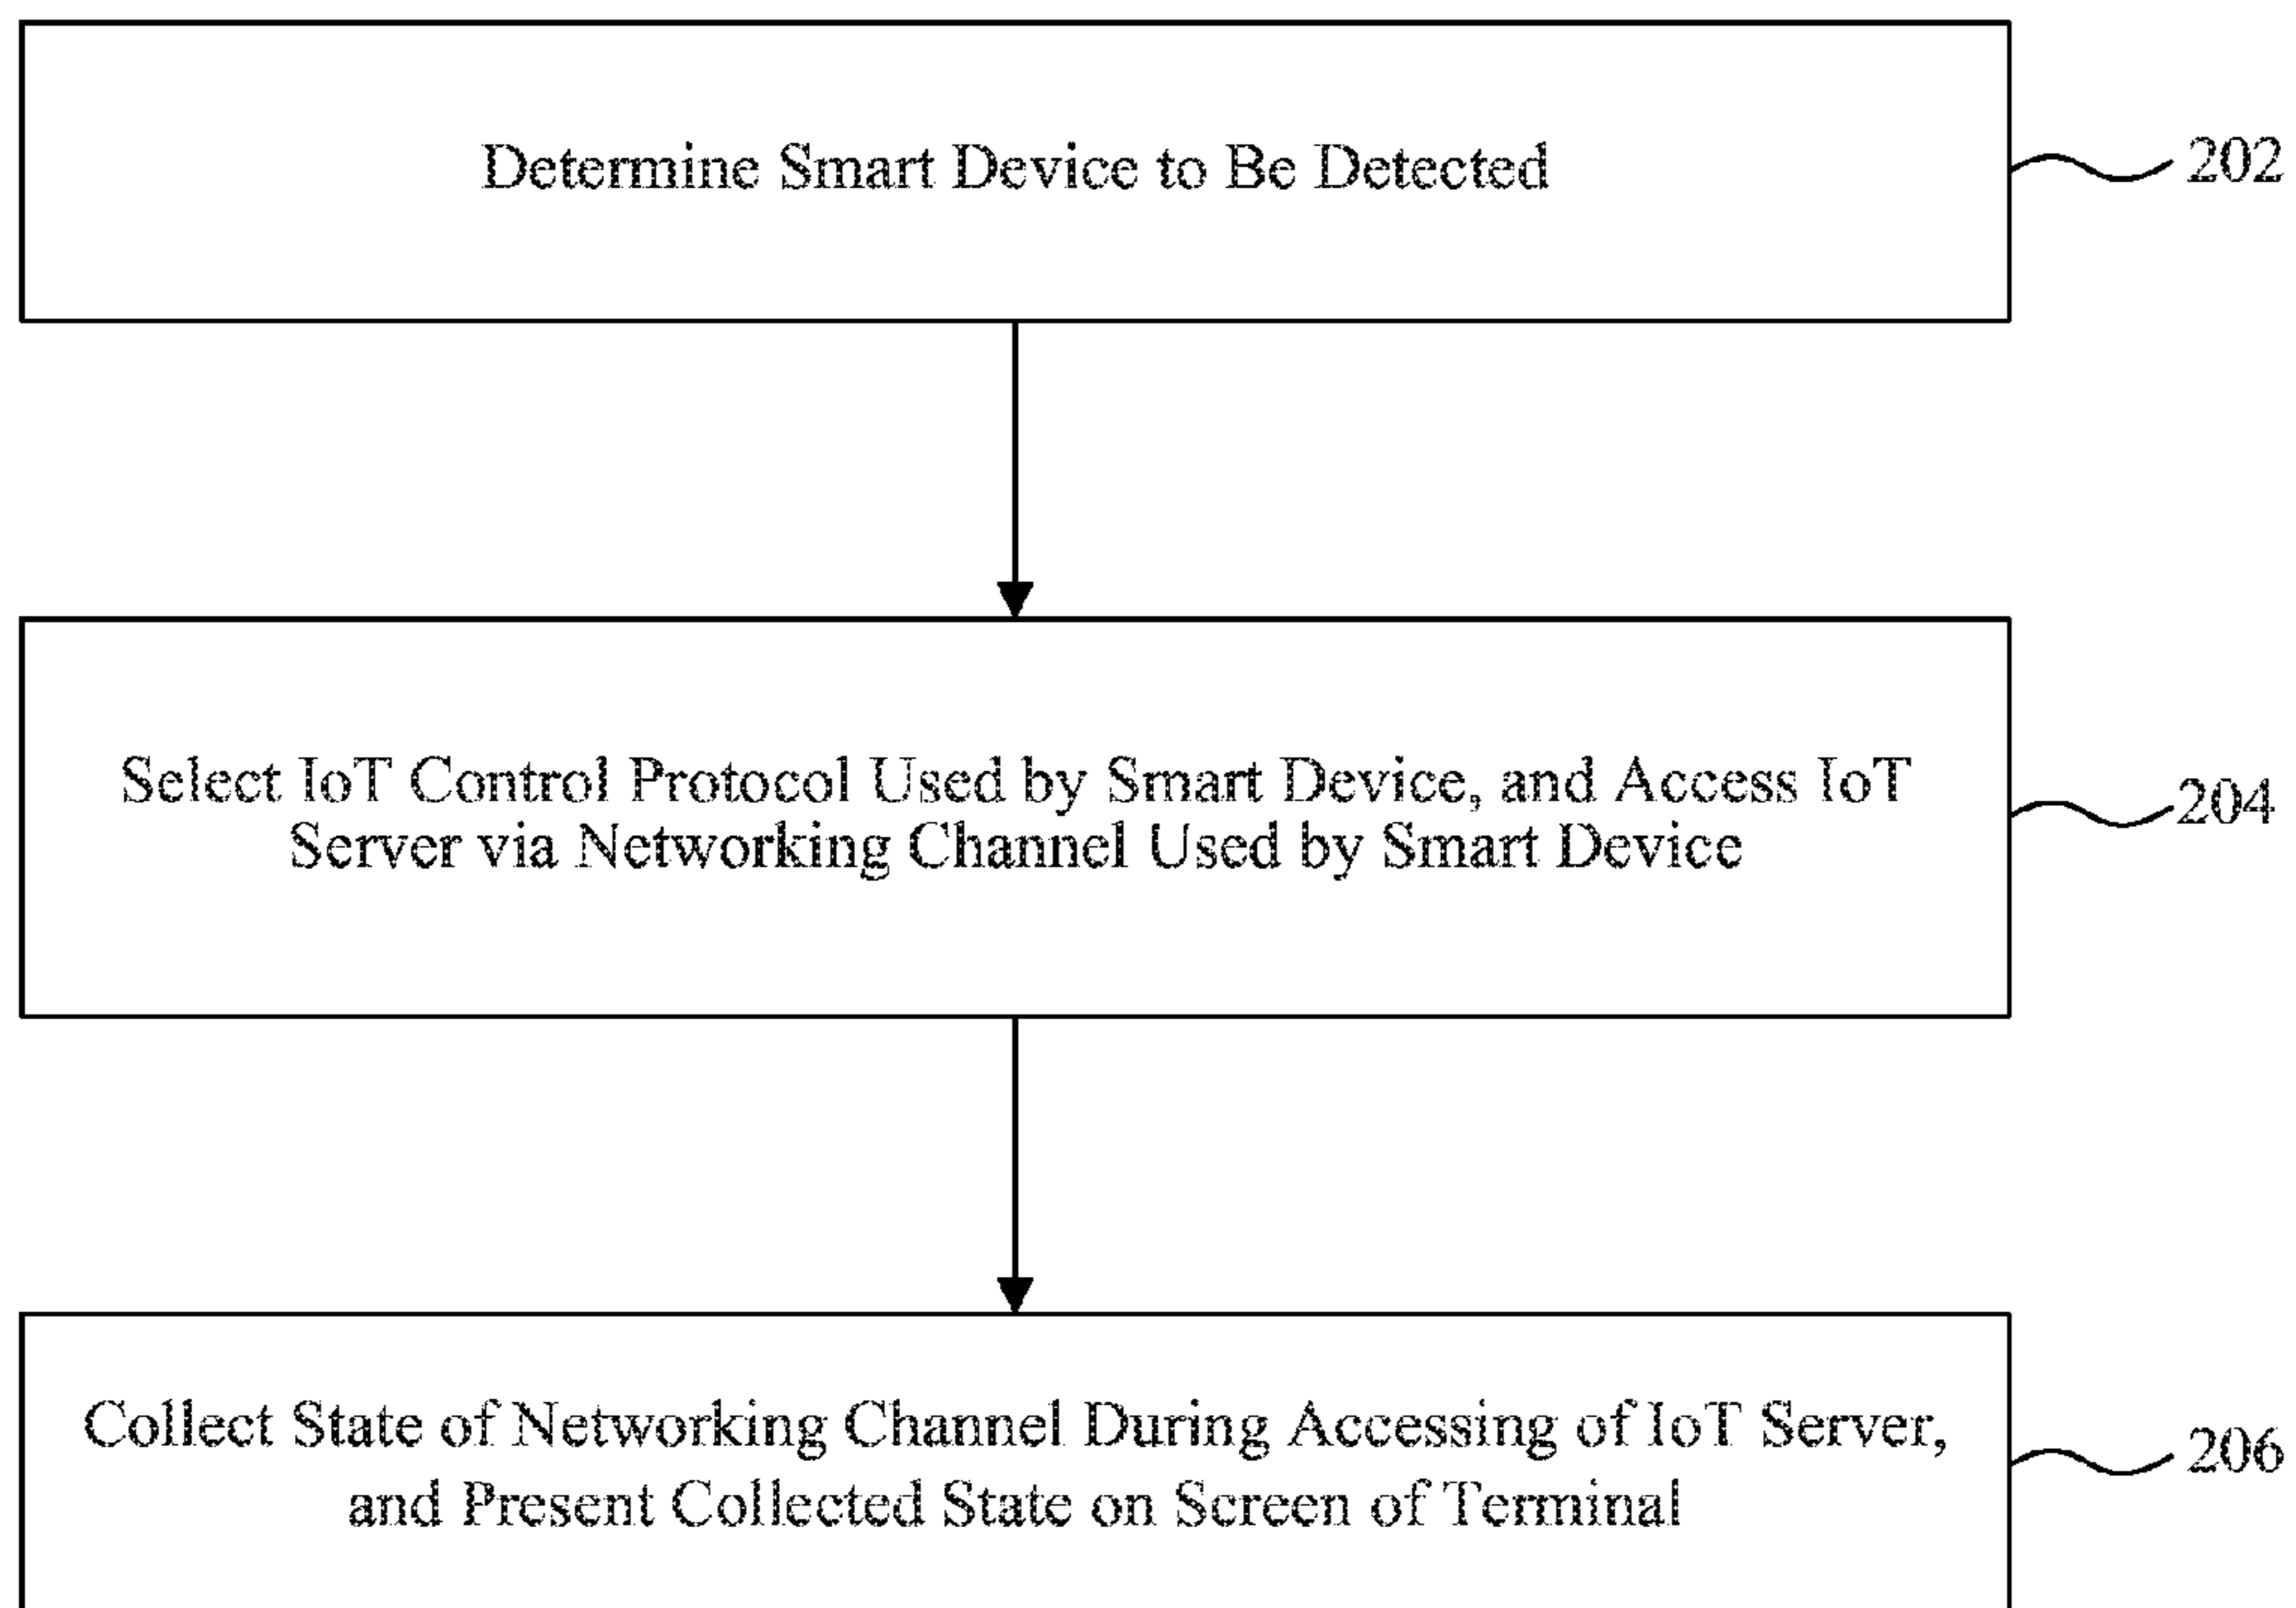 Determine Smart Device to Be Detected
202
Select IoT Control Protocol Used by Smart Device, and Access IoT
Server via Networking Channel Used by Smart Device
204
Collect State of Networking Channel During Accessing of IoT Server,
and Present Collected State on Screen of Terminal
206